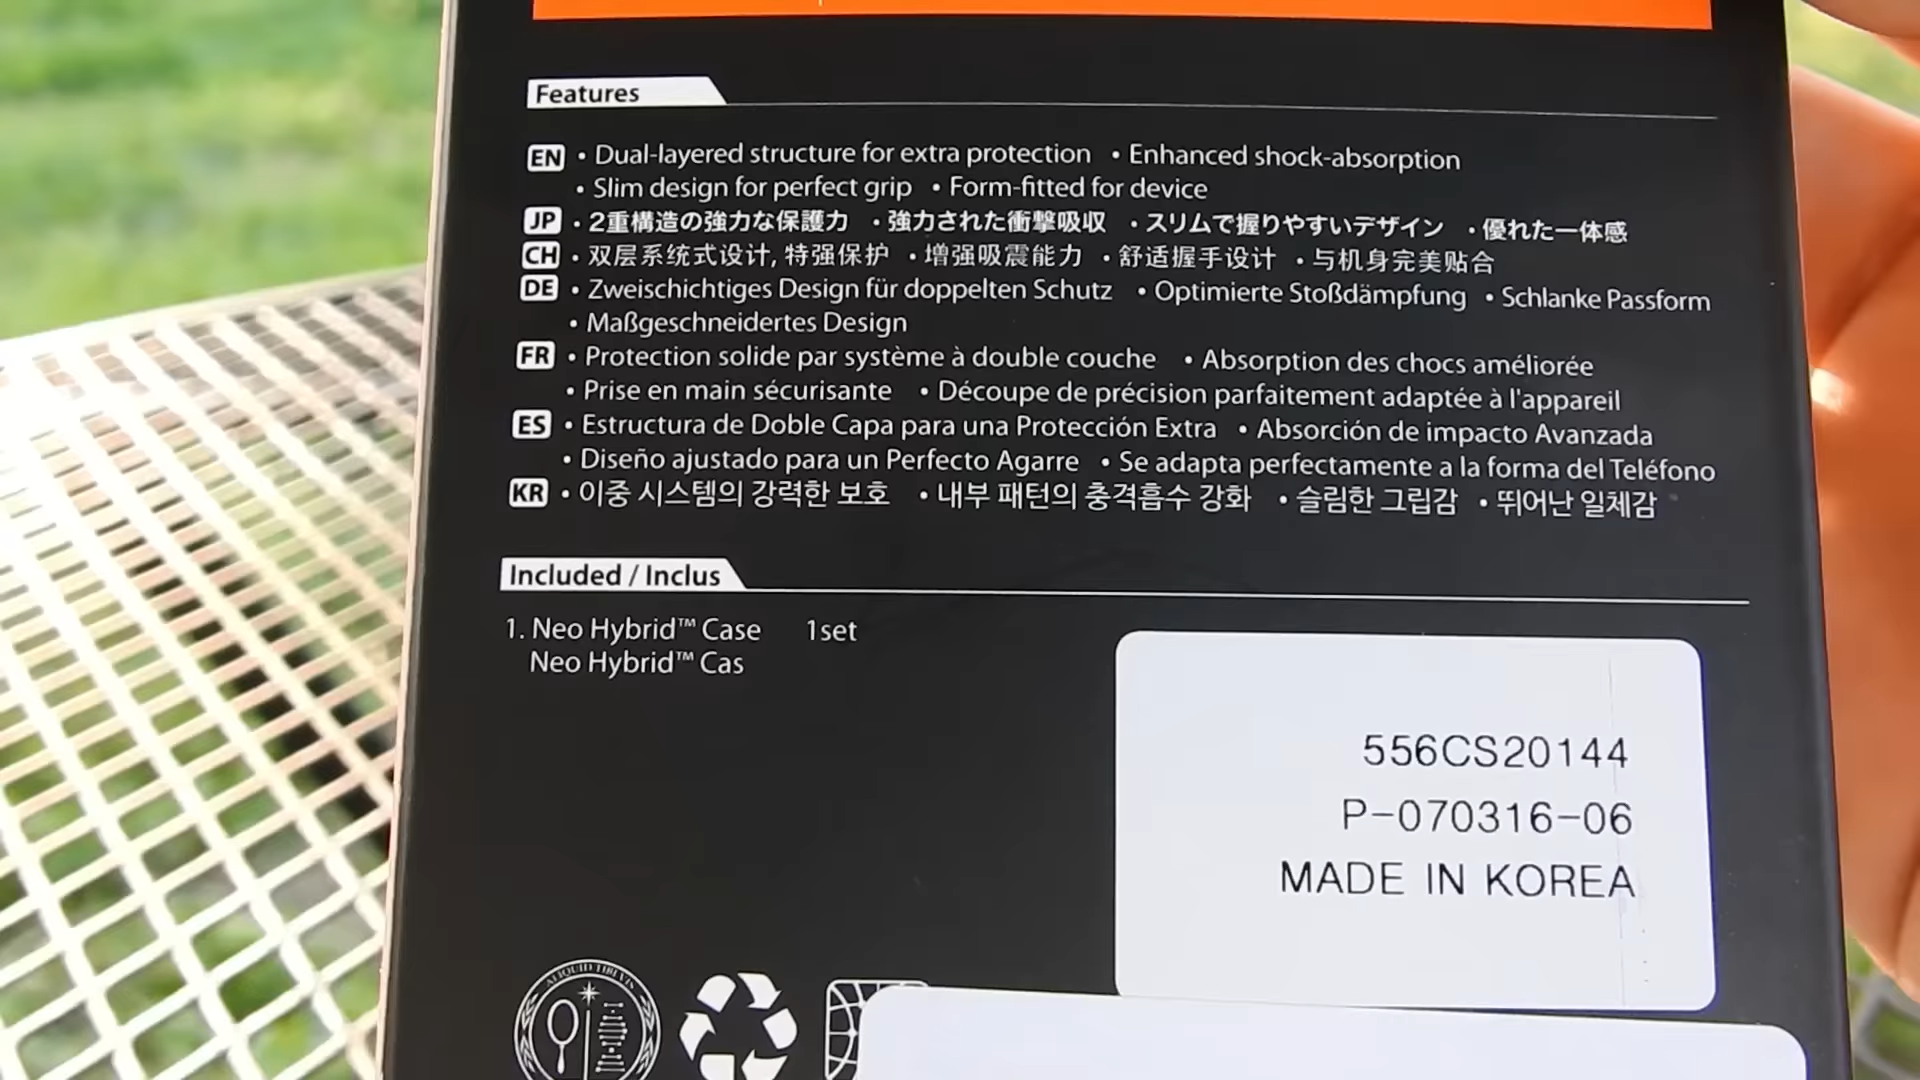 Features
EN • Dual-layered structure for extra protection • Enhanced shock-absorption
• Slim design for perfect grip • Form-fitted for device
JP ・2重構造の強力な保護力 ・強力された衝撃吸収 ・スリムで握りやすいデザイン ・優れた一体感
CH • 双层系统式设计, 特强保护 • 增强吸震能力 • 舒适握手设计 • 与机身完美贴合
DE • Zweischichtiges Design für doppelten Schutz • Optimierte Stoßdämpfung • Schlanke Passform
• Maßgeschneidertes Design
FR • Protection solide par système à double couche • Absorption des chocs améliorée
• Prise en main sécurisante • Découpe de précision parfaitement adaptée à l'appareil
ES • Estructura de Doble Capa para una Protección Extra • Absorción de impacto Avanzada
• Diseño ajustado para un Perfecto Agarre • Se adapta perfectamente a la forma del Teléfono
KR • 이중 시스템의 강력한 보호 • 내부 패턴의 충격흡수 강화 • 슬림한 그립감 • 뛰어난 일체감
Included / Inclus
1. Neo Hybrid™ Case 1set
Neo Hybrid™ Cas
556CS20144
P-070316-06
MADE IN KOREA